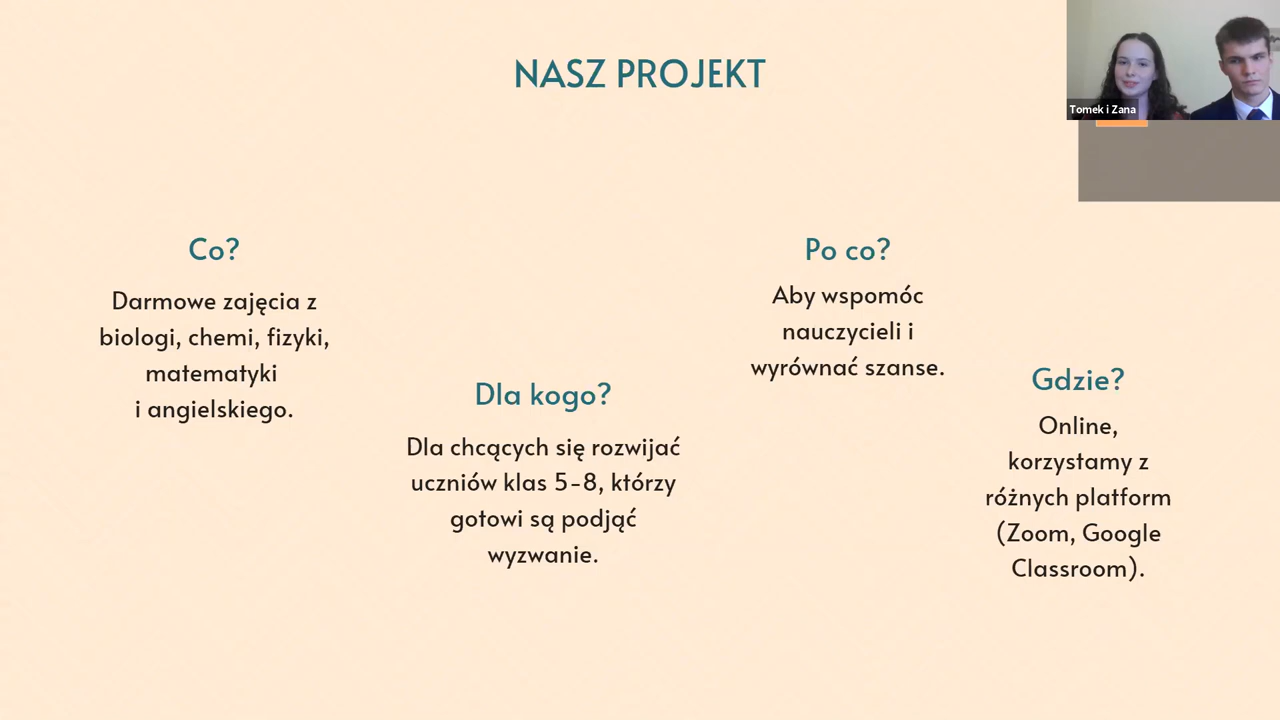 NASZ PROJEKT
Tomek i Zana
Co?
Darmowe zajęcia z
biologi, chemi, fizyki,
matematyki
i angielskiego.
Dla kogo?
Dla chcących się rozwijać
uczniów klas 5-8, którzy
gotowi są podjąć
wyzwanie.
Po co?
Aby wspomóc
nauczycieli i
wyrównać szanse.
Gdzie?
Online,
korzystamy z
różnych platform
(Zoom, Google
Classroom).